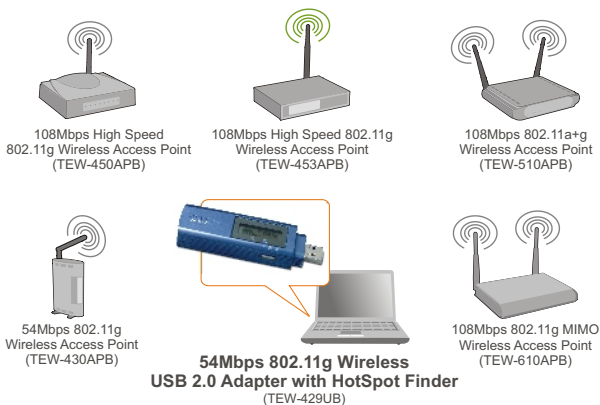 108Mbps High Speed
802.11g Wireless Access Point
(TEW-450APB)
108Mbps High Speed 802.11g
Wireless Access Point
(TEW-453APB)
108Mbps 802.11a+g
Wireless Access Point
(TEW-510APB)
54Mbps 802.11g
Wireless Access Point
(TEW-430APB)
54Mbps 802.11g Wireless
USB 2.0 Adapter with HotSpot Finder
(TEW-429UB)
108Mbps 802.11g MIMO
Wireless Access Point
(TEW-610APB)